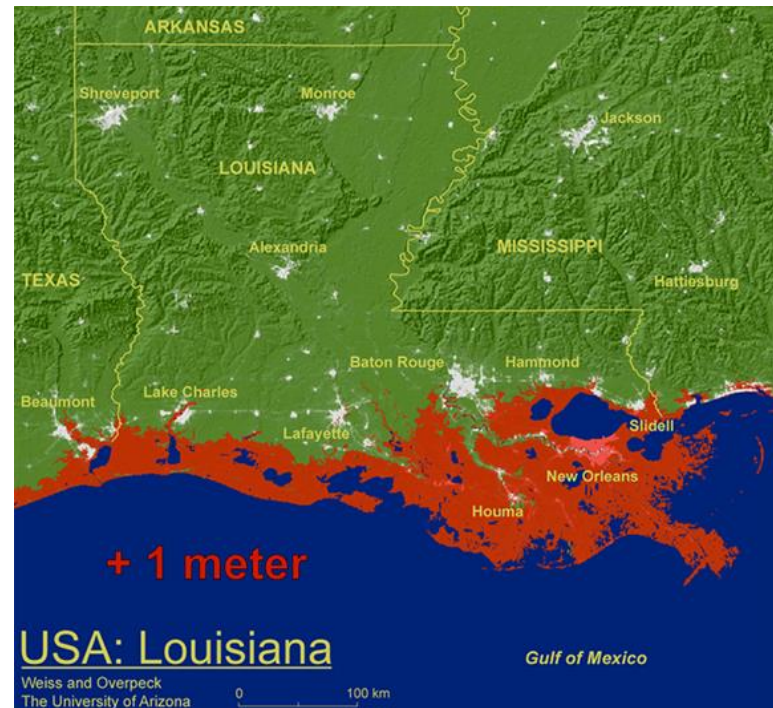 ARKANSAS
Shreveport
Monroe
Jackson
LOUISIANA
Alexandria
MISSISSIPPI
TEXAS
Hattiesburg
Baton Rouge
Hammond
Lake Charles
Beaumont
Lafayette
Slidell
New Orleans
Houma
+ 1 meter
USA: Louisiana
Gulf of Mexico
Weiss and Overpeck
The University of Arizona
0 100 km